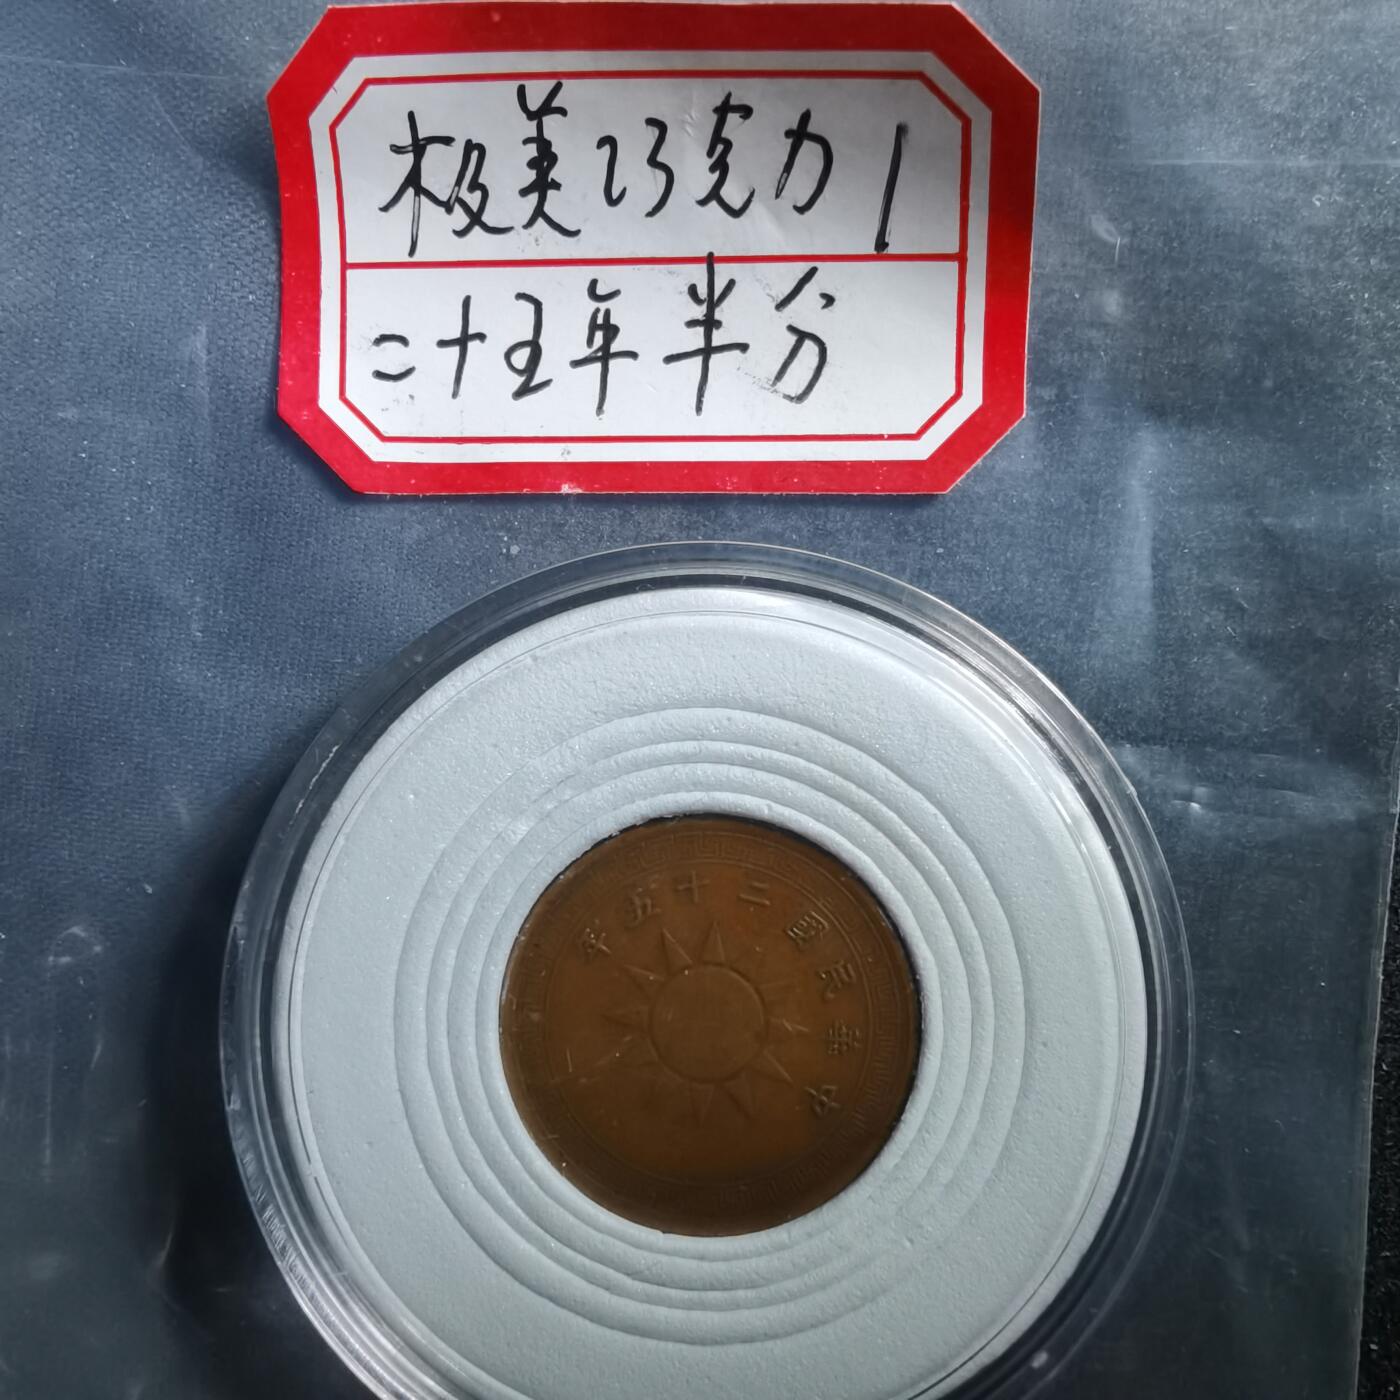 极美巧克力1
二十五年半分
年五十二國民華中